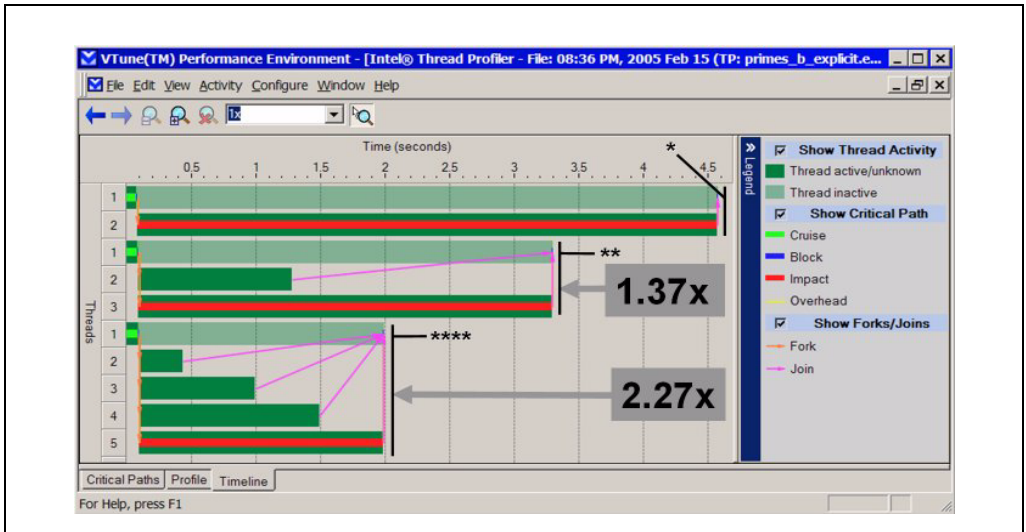 VTune(TM) Performance Environment - [Intel® Thread Profiler - File: 08:36 PM, 2005 Feb 15 (TP: primes_b_explicit.e...
File Edit View Activity Configure Window Help
1x
Time (seconds)
0.5 1 1.5 2 2.5 3 3.5 4 4.5
*
Threads
1
2
1
**
2
1.37x
3
1
****
2
3
2.27x
4
5
Legend
Show Thread Activity
Thread active/unknown
Thread inactive
Show Critical Path
Cruise
Block
Impact
Overhead
Show Forks/Joins
Fork
Join
Critical Paths Profile Timeline
For Help, press F1